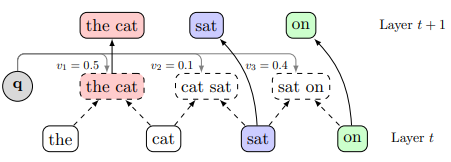 the cat sat on Layer t + 1
v₁ = 0.5 v₂ = 0.1 v₃ = 0.4
q the cat cat sat sat on
the cat sat on Layer t